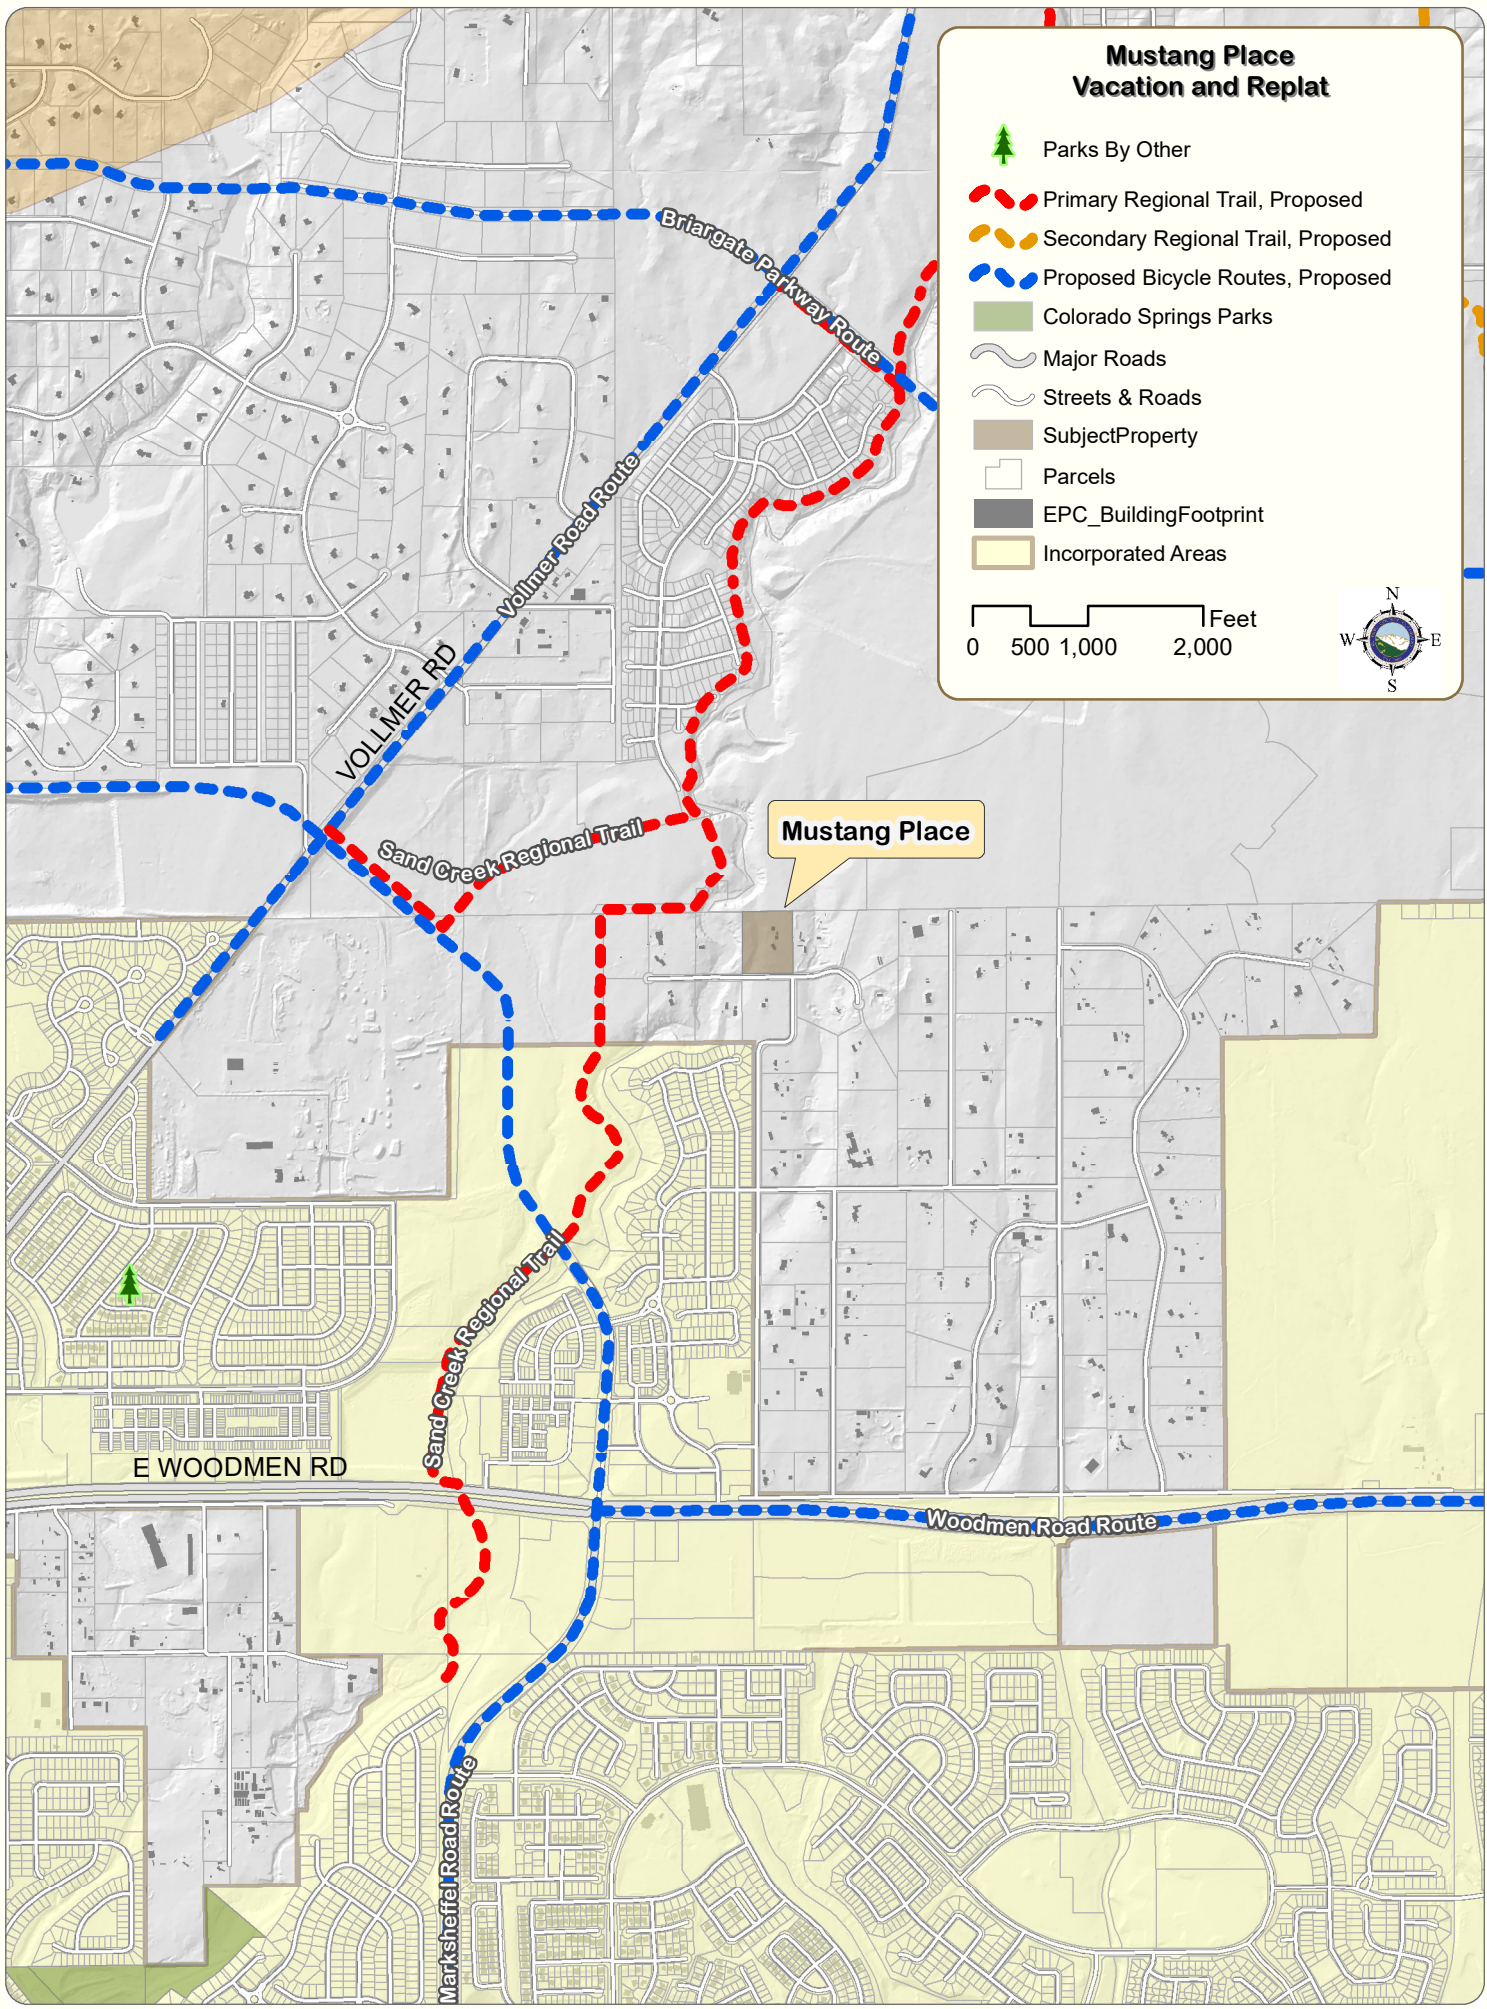 Mustang Place
Vacation and Replat
Parks By Other
Primary Regional Trail, Proposed
Secondary Regional Trail, Proposed
Proposed Bicycle Routes, Proposed
Colorado Springs Parks
Major Roads
Streets & Roads
SubjectProperty
Parcels
EPC_BuildingFootprint
Incorporated Areas
Feet
0 500 1,000 2,000
N
W E
S
Briargate Parkway Route
Vollmer Road Route
VOLLMER RD
Sand Creek Regional Trail
Mustang Place
Sand Creek Regional Trail
E WOODMEN RD
Woodmen Road Route
Marksheffel Road Route